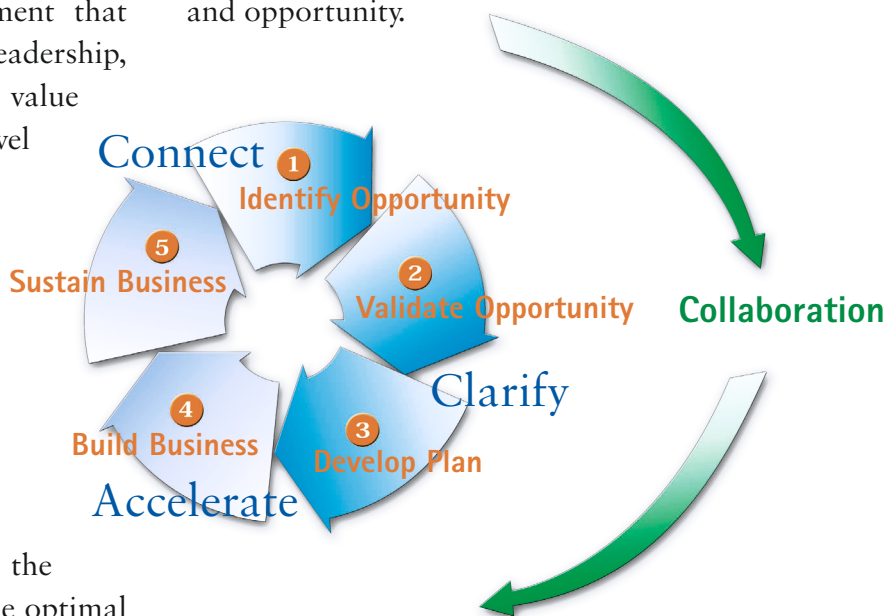 ment that
eadership,
value
vel
and opportunity.
Connect
1
Identify Opportunity
2
Validate Opportunity
Clarify
3
Develop Plan
4
Build Business
Accelerate
5
Sustain Business
Collaboration
the
e optimal